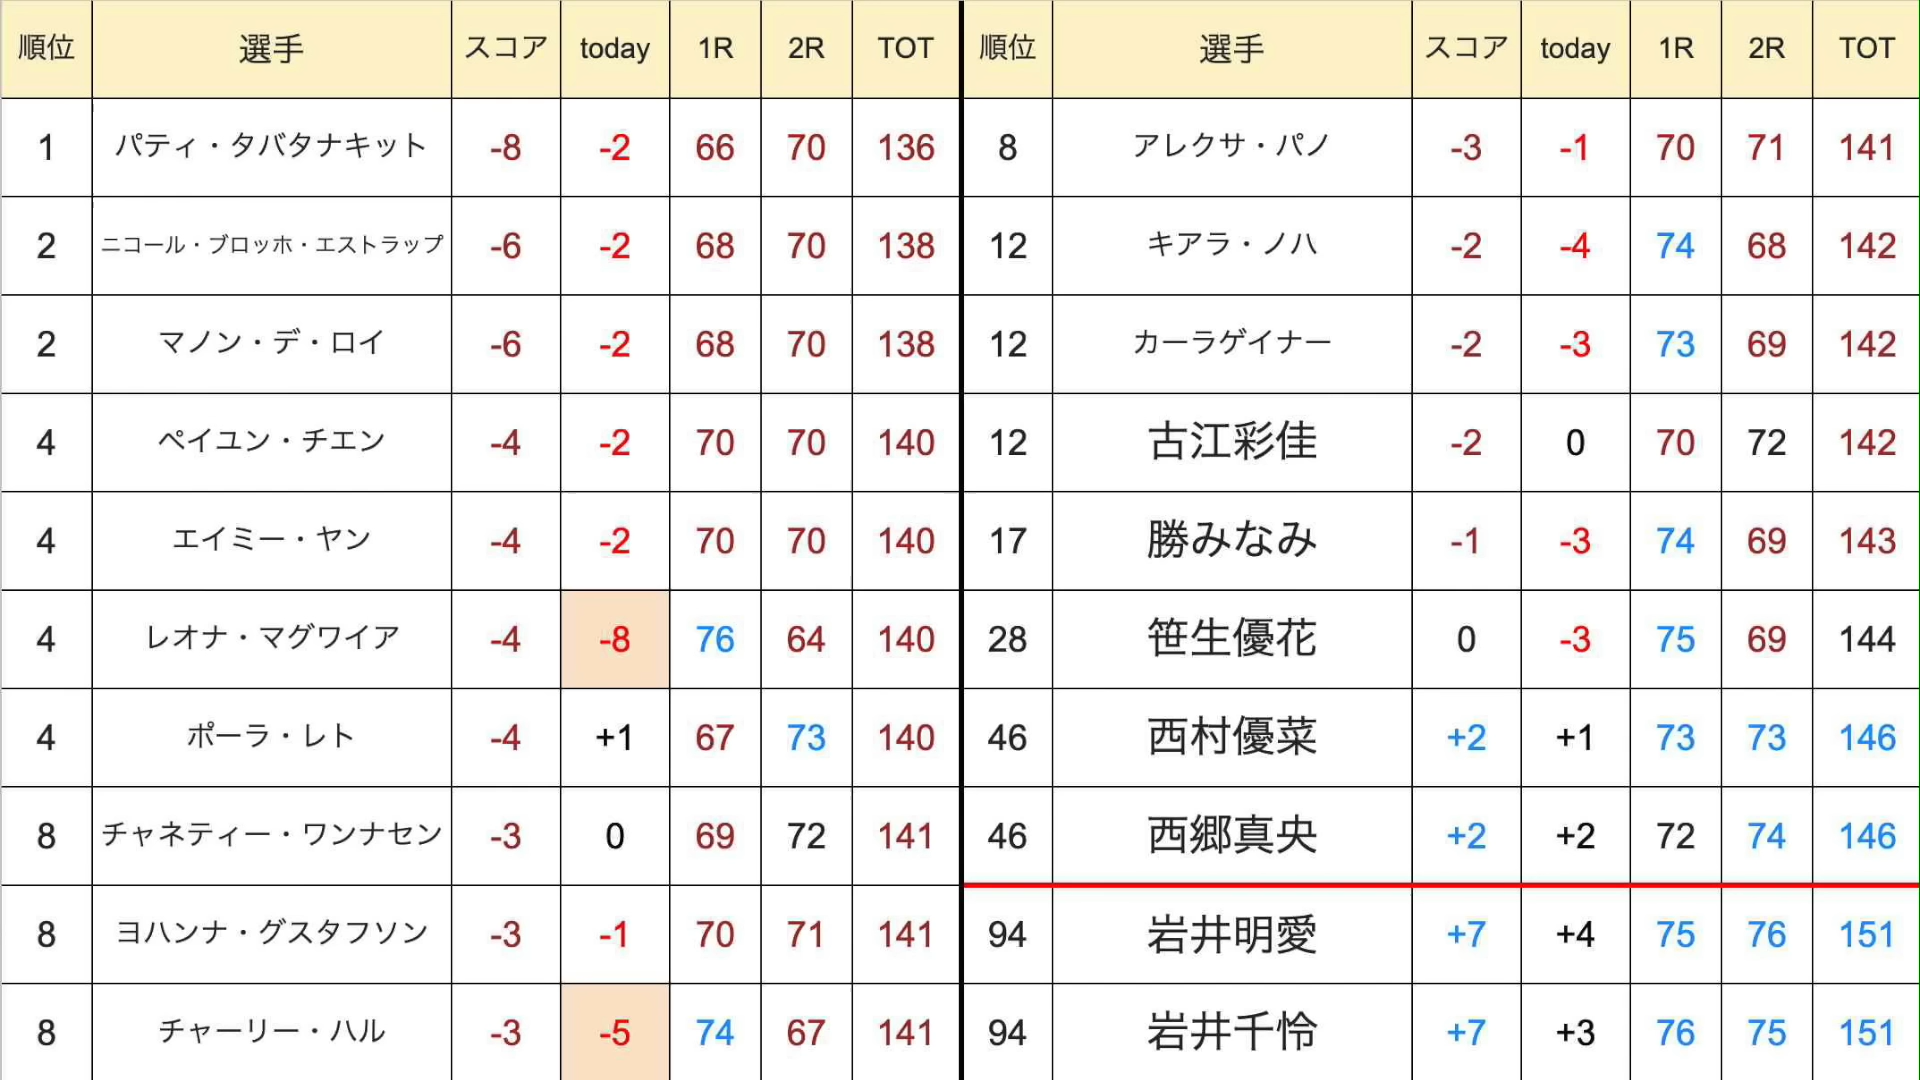 順位 選手 スコア today 1R 2R TOT
1 パティ・タバタナキット -8 -2 66 70 136
2 ニコール・ブロッホ・エストラップ -6 -2 68 70 138
2 マノン・デ・ロイ -6 -2 68 70 138
4 ペイユン・チエン -4 -2 70 70 140
4 エイミー・ヤン -4 -2 70 70 140
4 レオナ・マグワイア -4 -8 76 64 140
4 ポーラ・レト -4 +1 67 73 140
8 チャネティー・ワンナセン -3 0 69 72 141
8 ヨハンナ・グスタフソン -3 -1 70 71 141
8 チャーリー・ハル -3 -5 74 67 141
順位 選手 スコア today 1R 2R TOT
8 アレクサ・パノ -3 -1 70 71 141
12 キアラ・ノハ -2 -4 74 68 142
12 カーラゲイナー -2 -3 73 69 142
12 古江彩佳 -2 0 70 72 142
17 勝みなみ -1 -3 74 69 143
28 笹生優花 0 -3 75 69 144
46 西村優菜 +2 +1 73 73 146
46 西郷真央 +2 +2 72 74 146
94 岩井明愛 +7 +4 75 76 151
94 岩井千怜 +7 +3 76 75 151